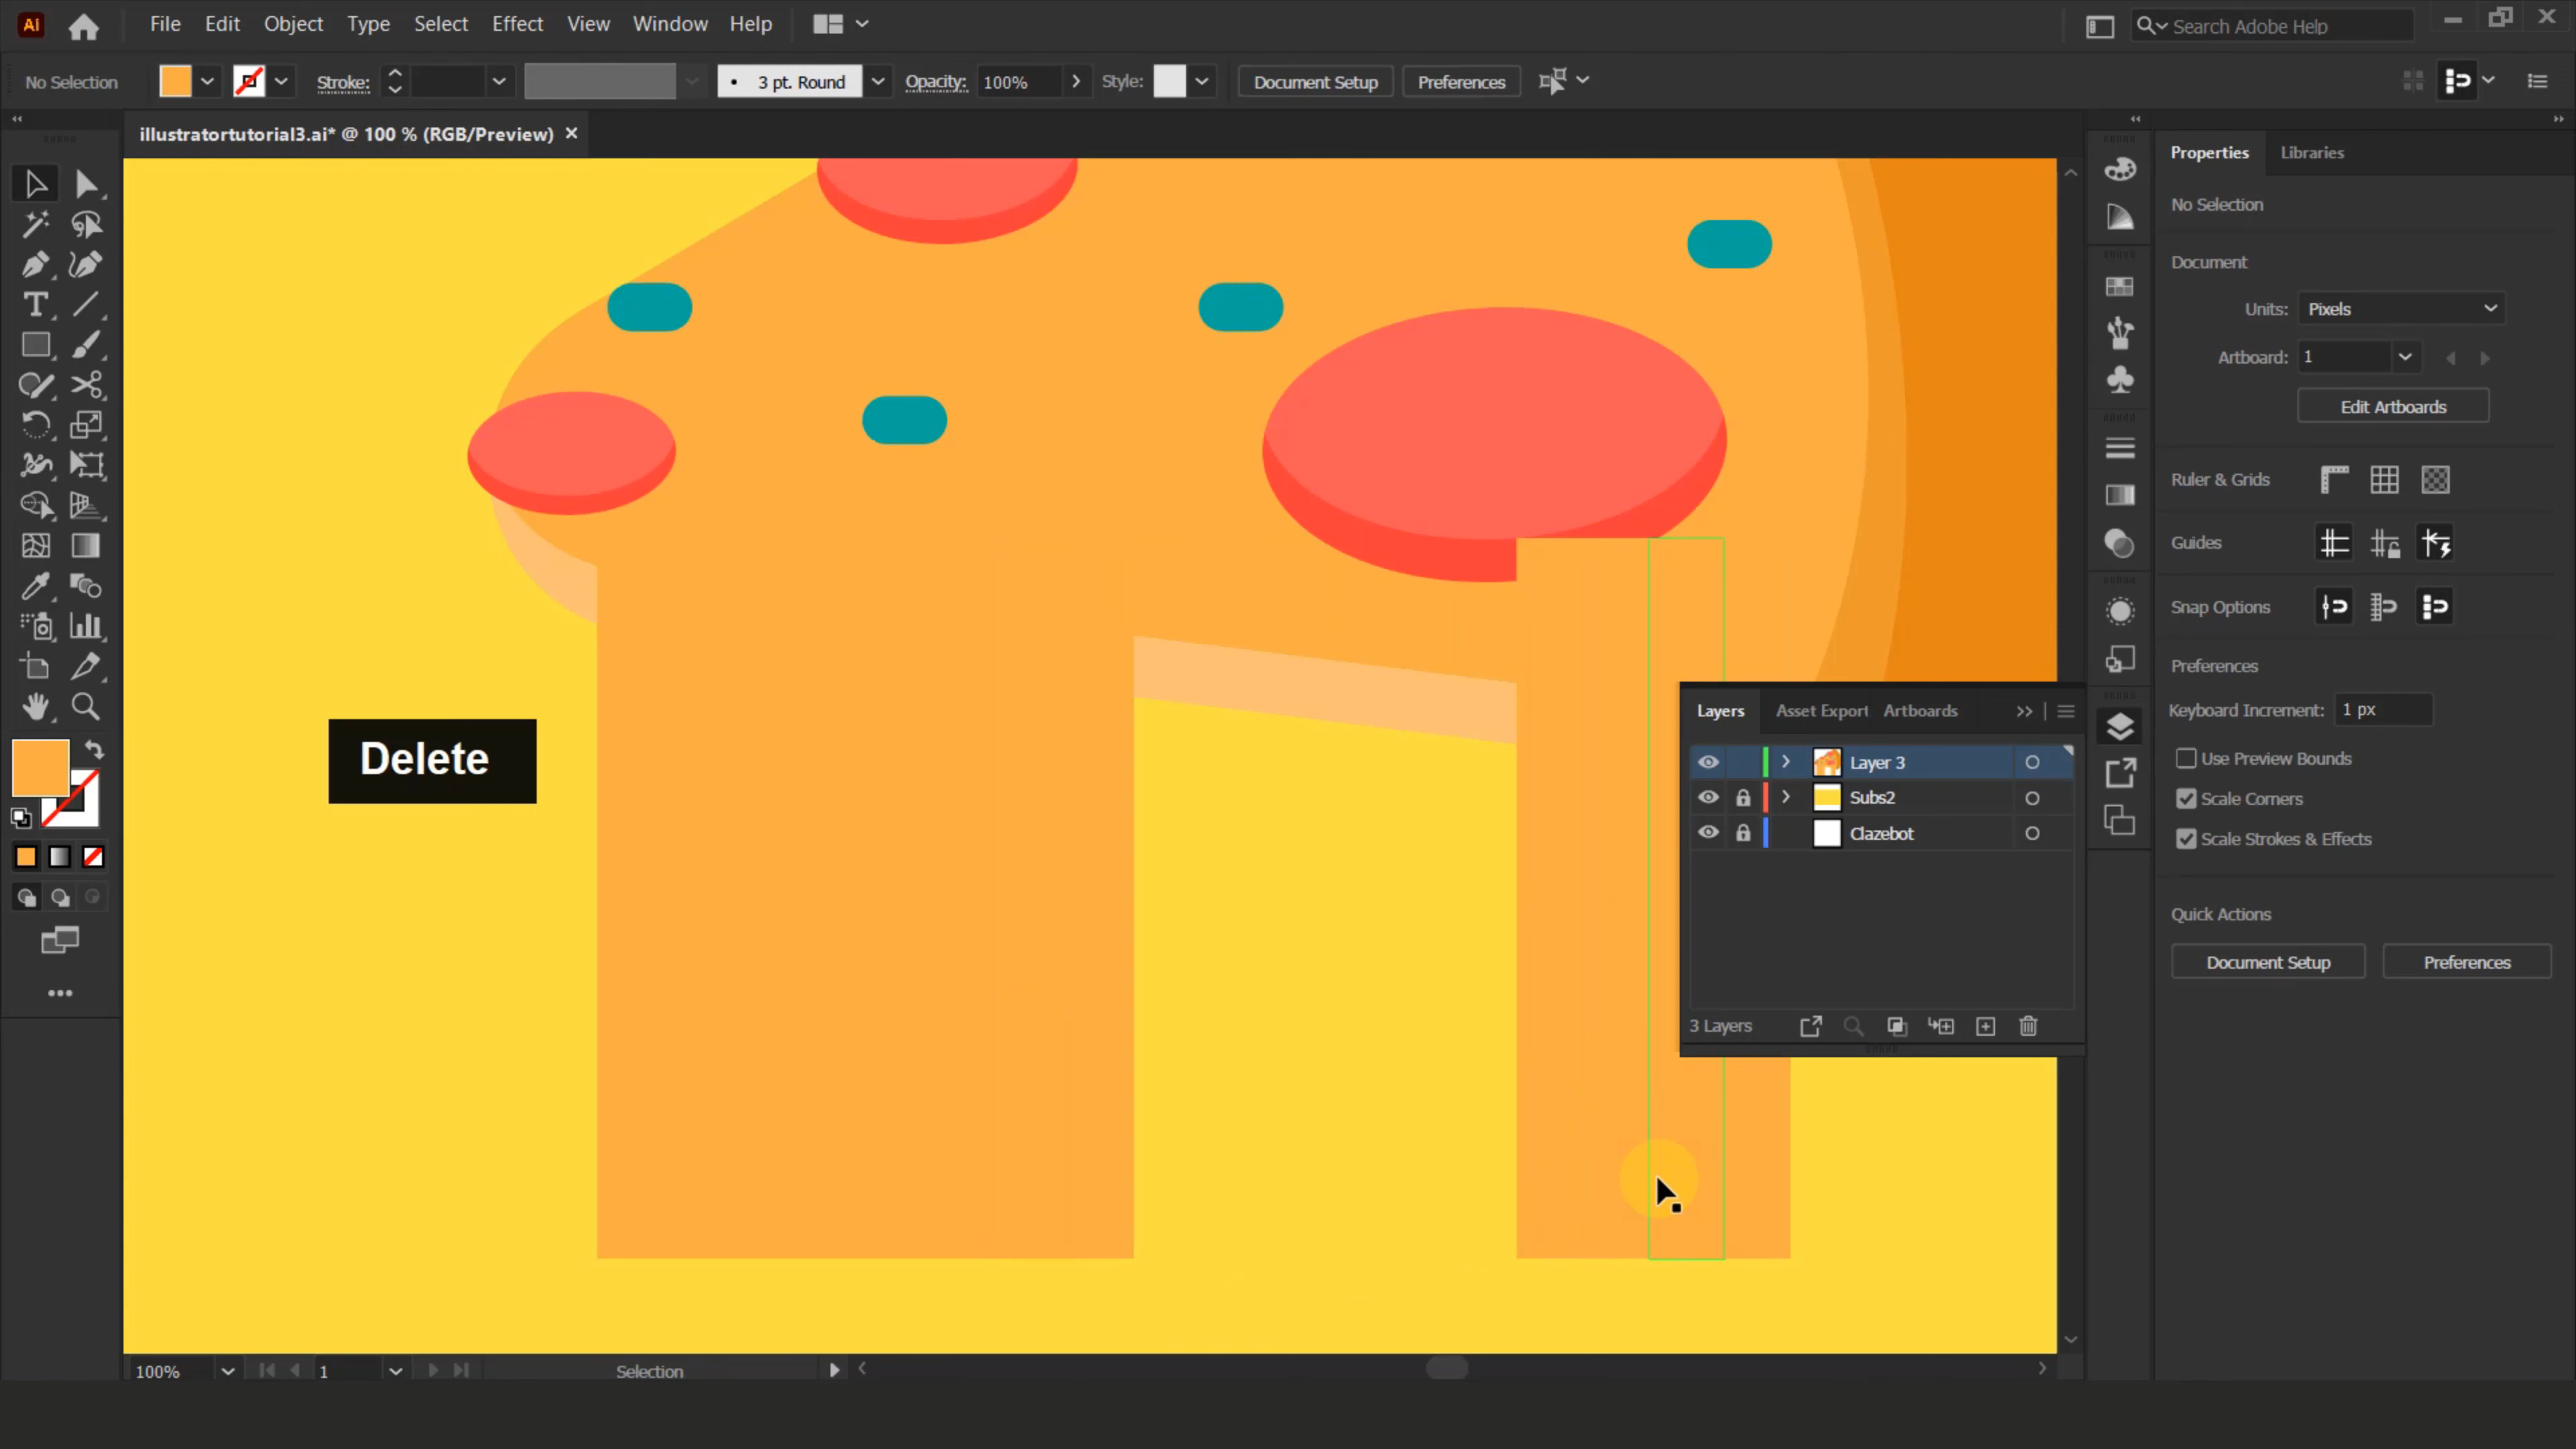 Ai File Edit Object Type Select Effect View Window Help Search Adobe Help
No Selection Stroke: 3 pt. Round Opacity: 100% Style: Document Setup Preferences
illustratortutorial3.ai* @ 100 % (RGB/Preview)
Properties Libraries
No Selection
Document
Units: Pixels
Artboard: 1
Edit Artboards
Ruler & Grids
Guides
Snap Options
Preferences
Keyboard Increment: 1 px
Use Preview Bounds
Scale Corners
Scale Strokes & Effects
Quick Actions
Document Setup Preferences
Delete
Layers Asset Export Artboards
Layer 3
Subs2
Clazebot
3 Layers
100% 1 Selection